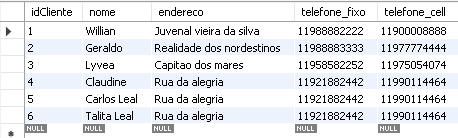 idCliente nome endereco telefone_fixo telefone_cell
1 Willian Juvenal vieira da silva 11988882222 11900008888
2 Geraldo Realidade dos nordestinos 11988883333 11977774444
3 Lyvea Capitao dos mares 11958582252 11975054074
4 Claudine Rua da alegria 11921882442 11990114464
5 Carlos Leal Rua da alegria 11921882442 11990114464
6 Talita Leal Rua da alegria 11921882442 11990114464
NULL NULL NULL NULL NULL